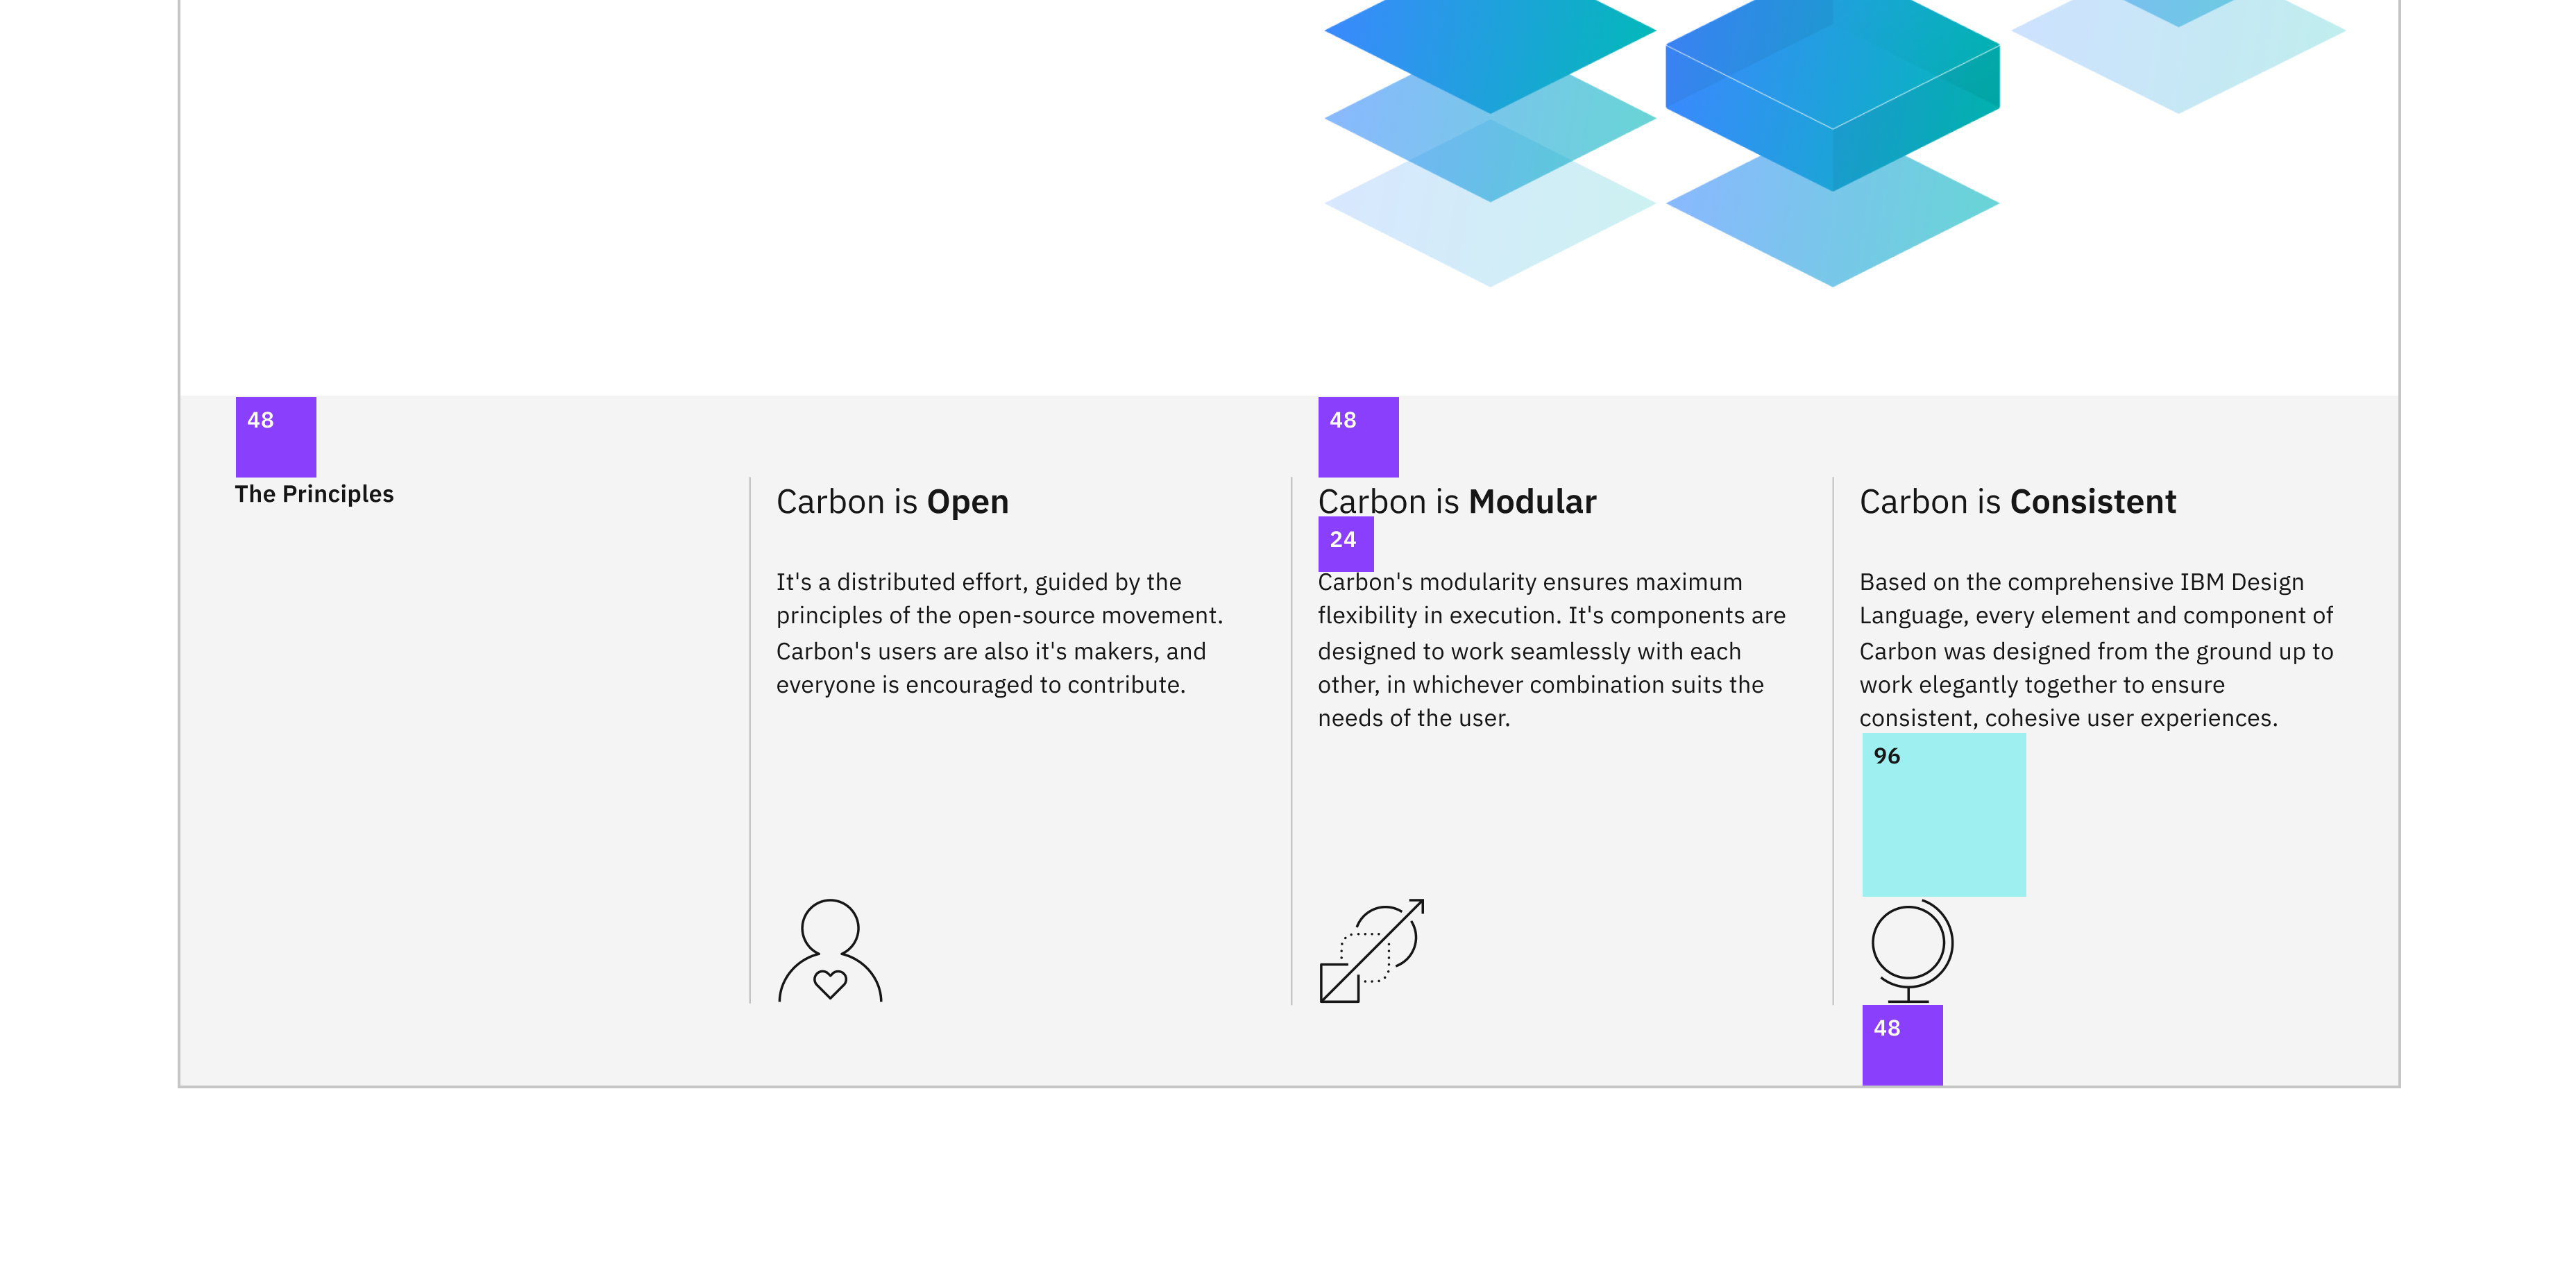 48
The Principles
Carbon is Open
It's a distributed effort, guided by the
principles of the open-source movement.
Carbon's users are also it's makers, and
everyone is encouraged to contribute.
48
Carbon is Modular
24
Carbon's modularity ensures maximum
flexibility in execution. It's components are
designed to work seamlessly with each
other, in whichever combination suits the
needs of the user.
Carbon is Consistent
Based on the comprehensive IBM Design
Language, every element and component of
Carbon was designed from the ground up to
work elegantly together to ensure
consistent, cohesive user experiences.
96
48